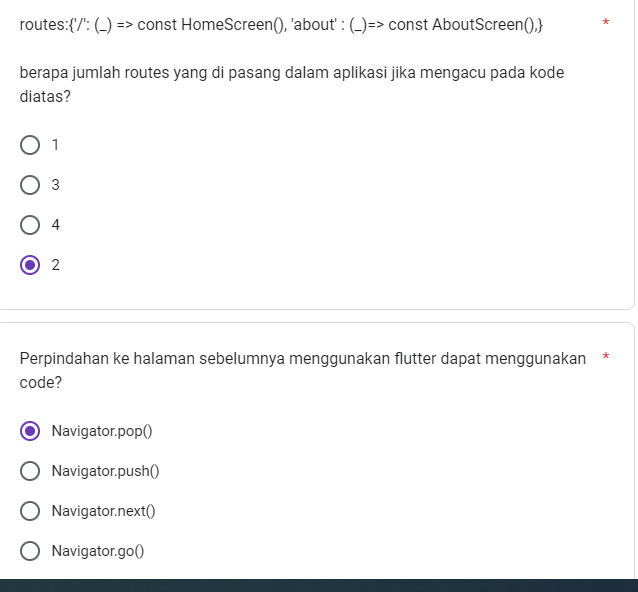 routes:{'/': (_) => const HomeScreen(), 'about' : (_)=> const AboutScreen(),} *
berapa jumlah routes yang di pasang dalam aplikasi jika mengacu pada kode
diatas?
1
3
4
2
Perpindahan ke halaman sebelumnya menggunakan flutter dapat menggunakan *
code?
Navigator.pop()
Navigator.push()
Navigator.next()
Navigator.go()